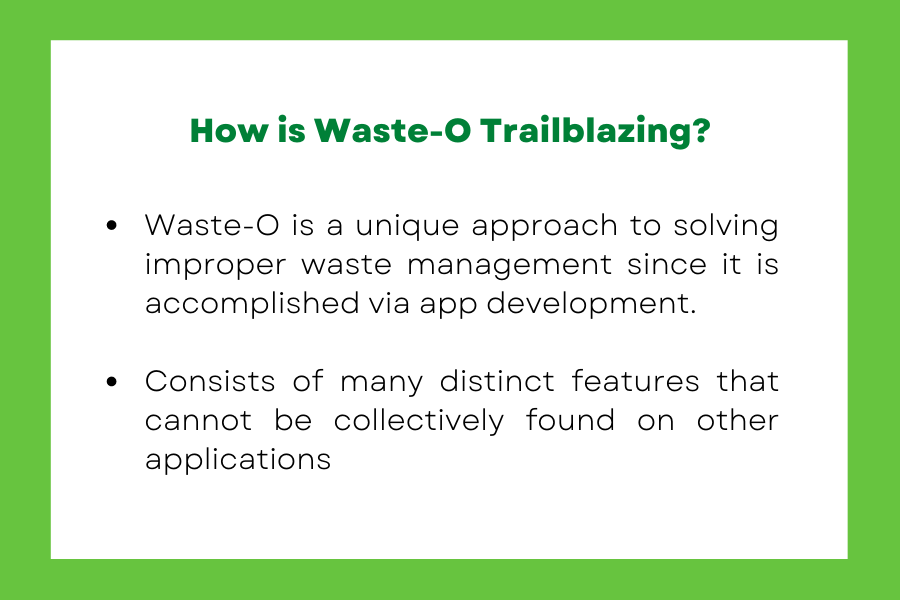 How is Waste-O Trailblazing?
• Waste-O is a unique approach to solving
improper waste management since it is
accomplished via app development.
• Consists of many distinct features that
cannot be collectively found on other
applications